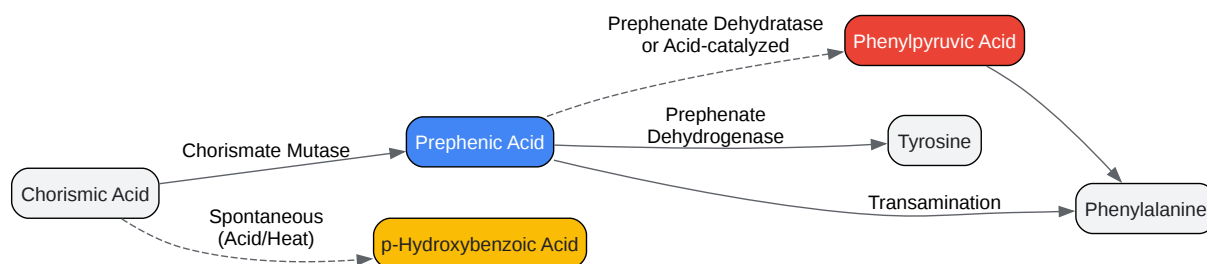 Prephenate Dehydratase
or Acid-catalyzed
Phenylpyruvic Acid
Prephenate
Dehydrogenase
Tyrosine
Chorismate Mutase
Prephenic Acid
Chorismic Acid
Transamination
Phenylalanine
Spontaneous
(Acid/Heat)
p-Hydroxybenzoic Acid